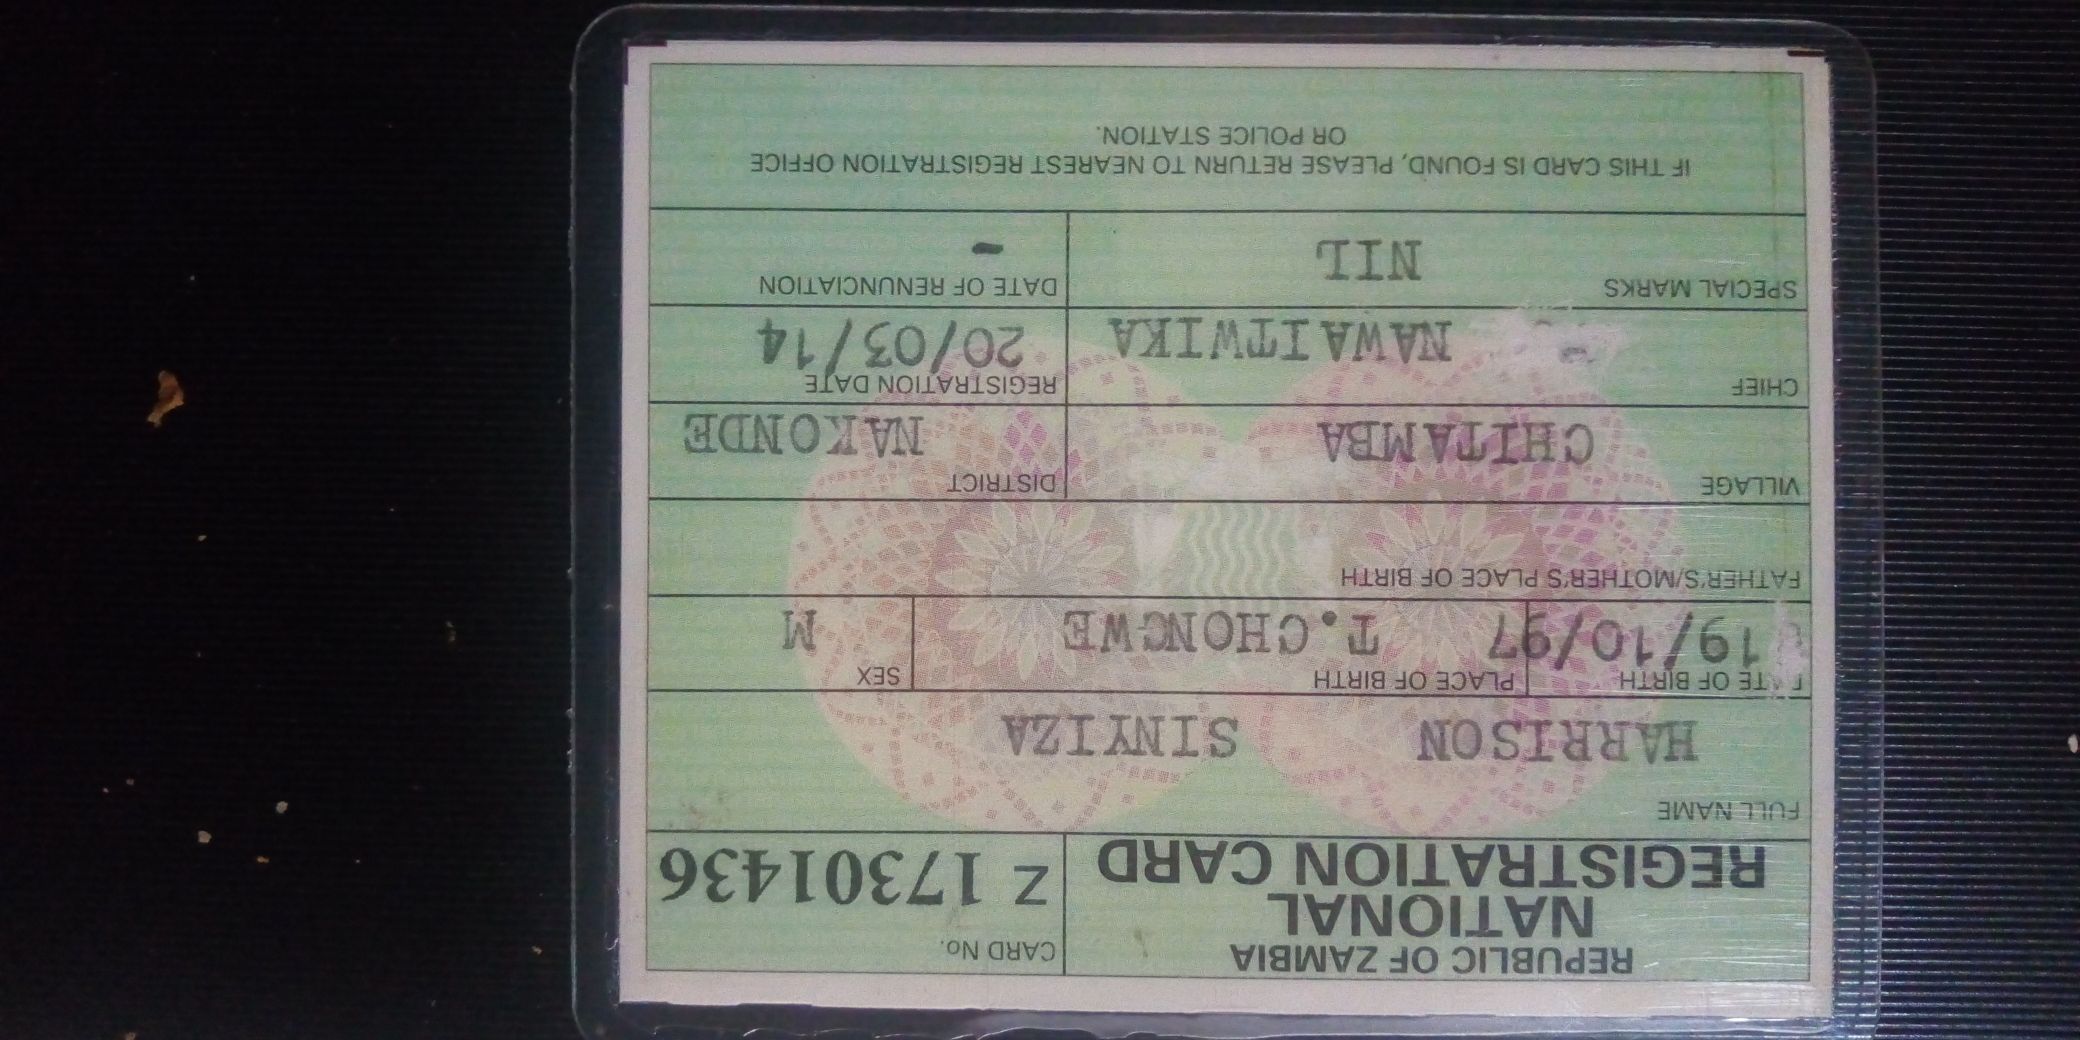 REPUBLIC OF ZAMBIA
NATIONAL
REGISTRATION CARD
CARD No.
Z 17301436
FULL NAME
HARRISON SINYIZA
DATE OF BIRTH
19/10/97
PLACE OF BIRTH
T.CHONGWE
SEX
M
FATHER'S/MOTHER'S PLACE OF BIRTH
VILLAGE
CHITAMBA
DISTRICT
NAKONDE
CHIEF
NAWAITWIKA
REGISTRATION DATE
20/03/14
SPECIAL MARKS
NIL
DATE OF RENUNCIATION
-
IF THIS CARD IS FOUND, PLEASE RETURN TO NEAREST REGISTRATION OFFICE
OR POLICE STATION.